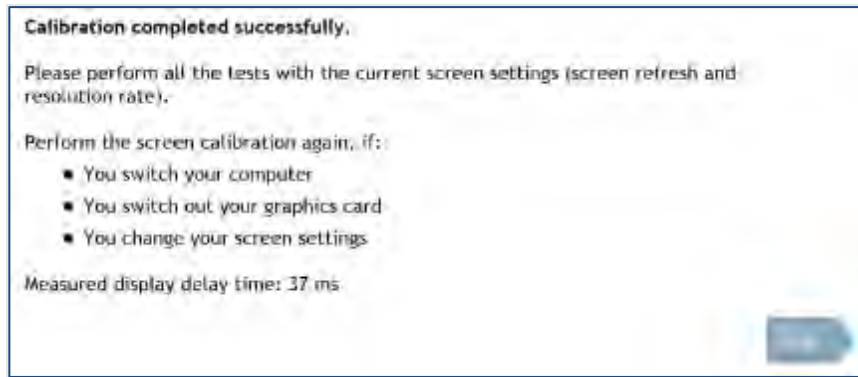 Calibration completed successfully.
Please perform all the tests with the current screen settings (screen refresh and
resolution rate).
Perform the screen calibration again, if:
• You switch your computer
• You switch out your graphics card
• You change your screen settings
Measured display delay time: 37 ms